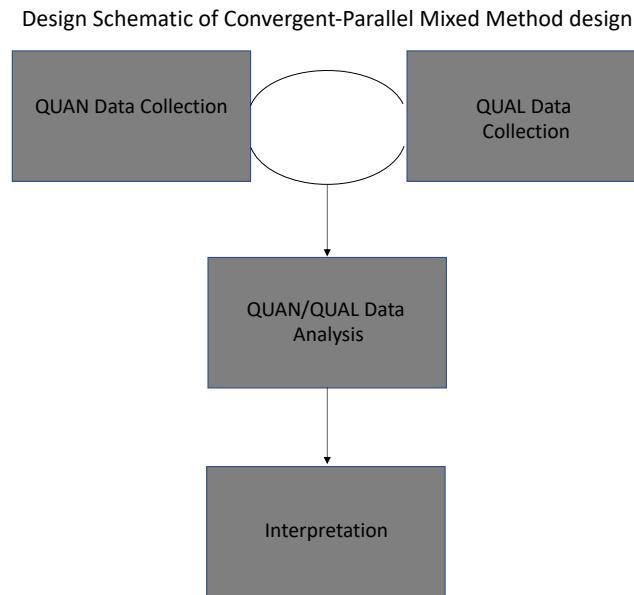 Design Schematic of Convergent-Parallel Mixed Method design
QUAN Data Collection
QUAL Data
Collection
QUAN/QUAL Data
Analysis
Interpretation